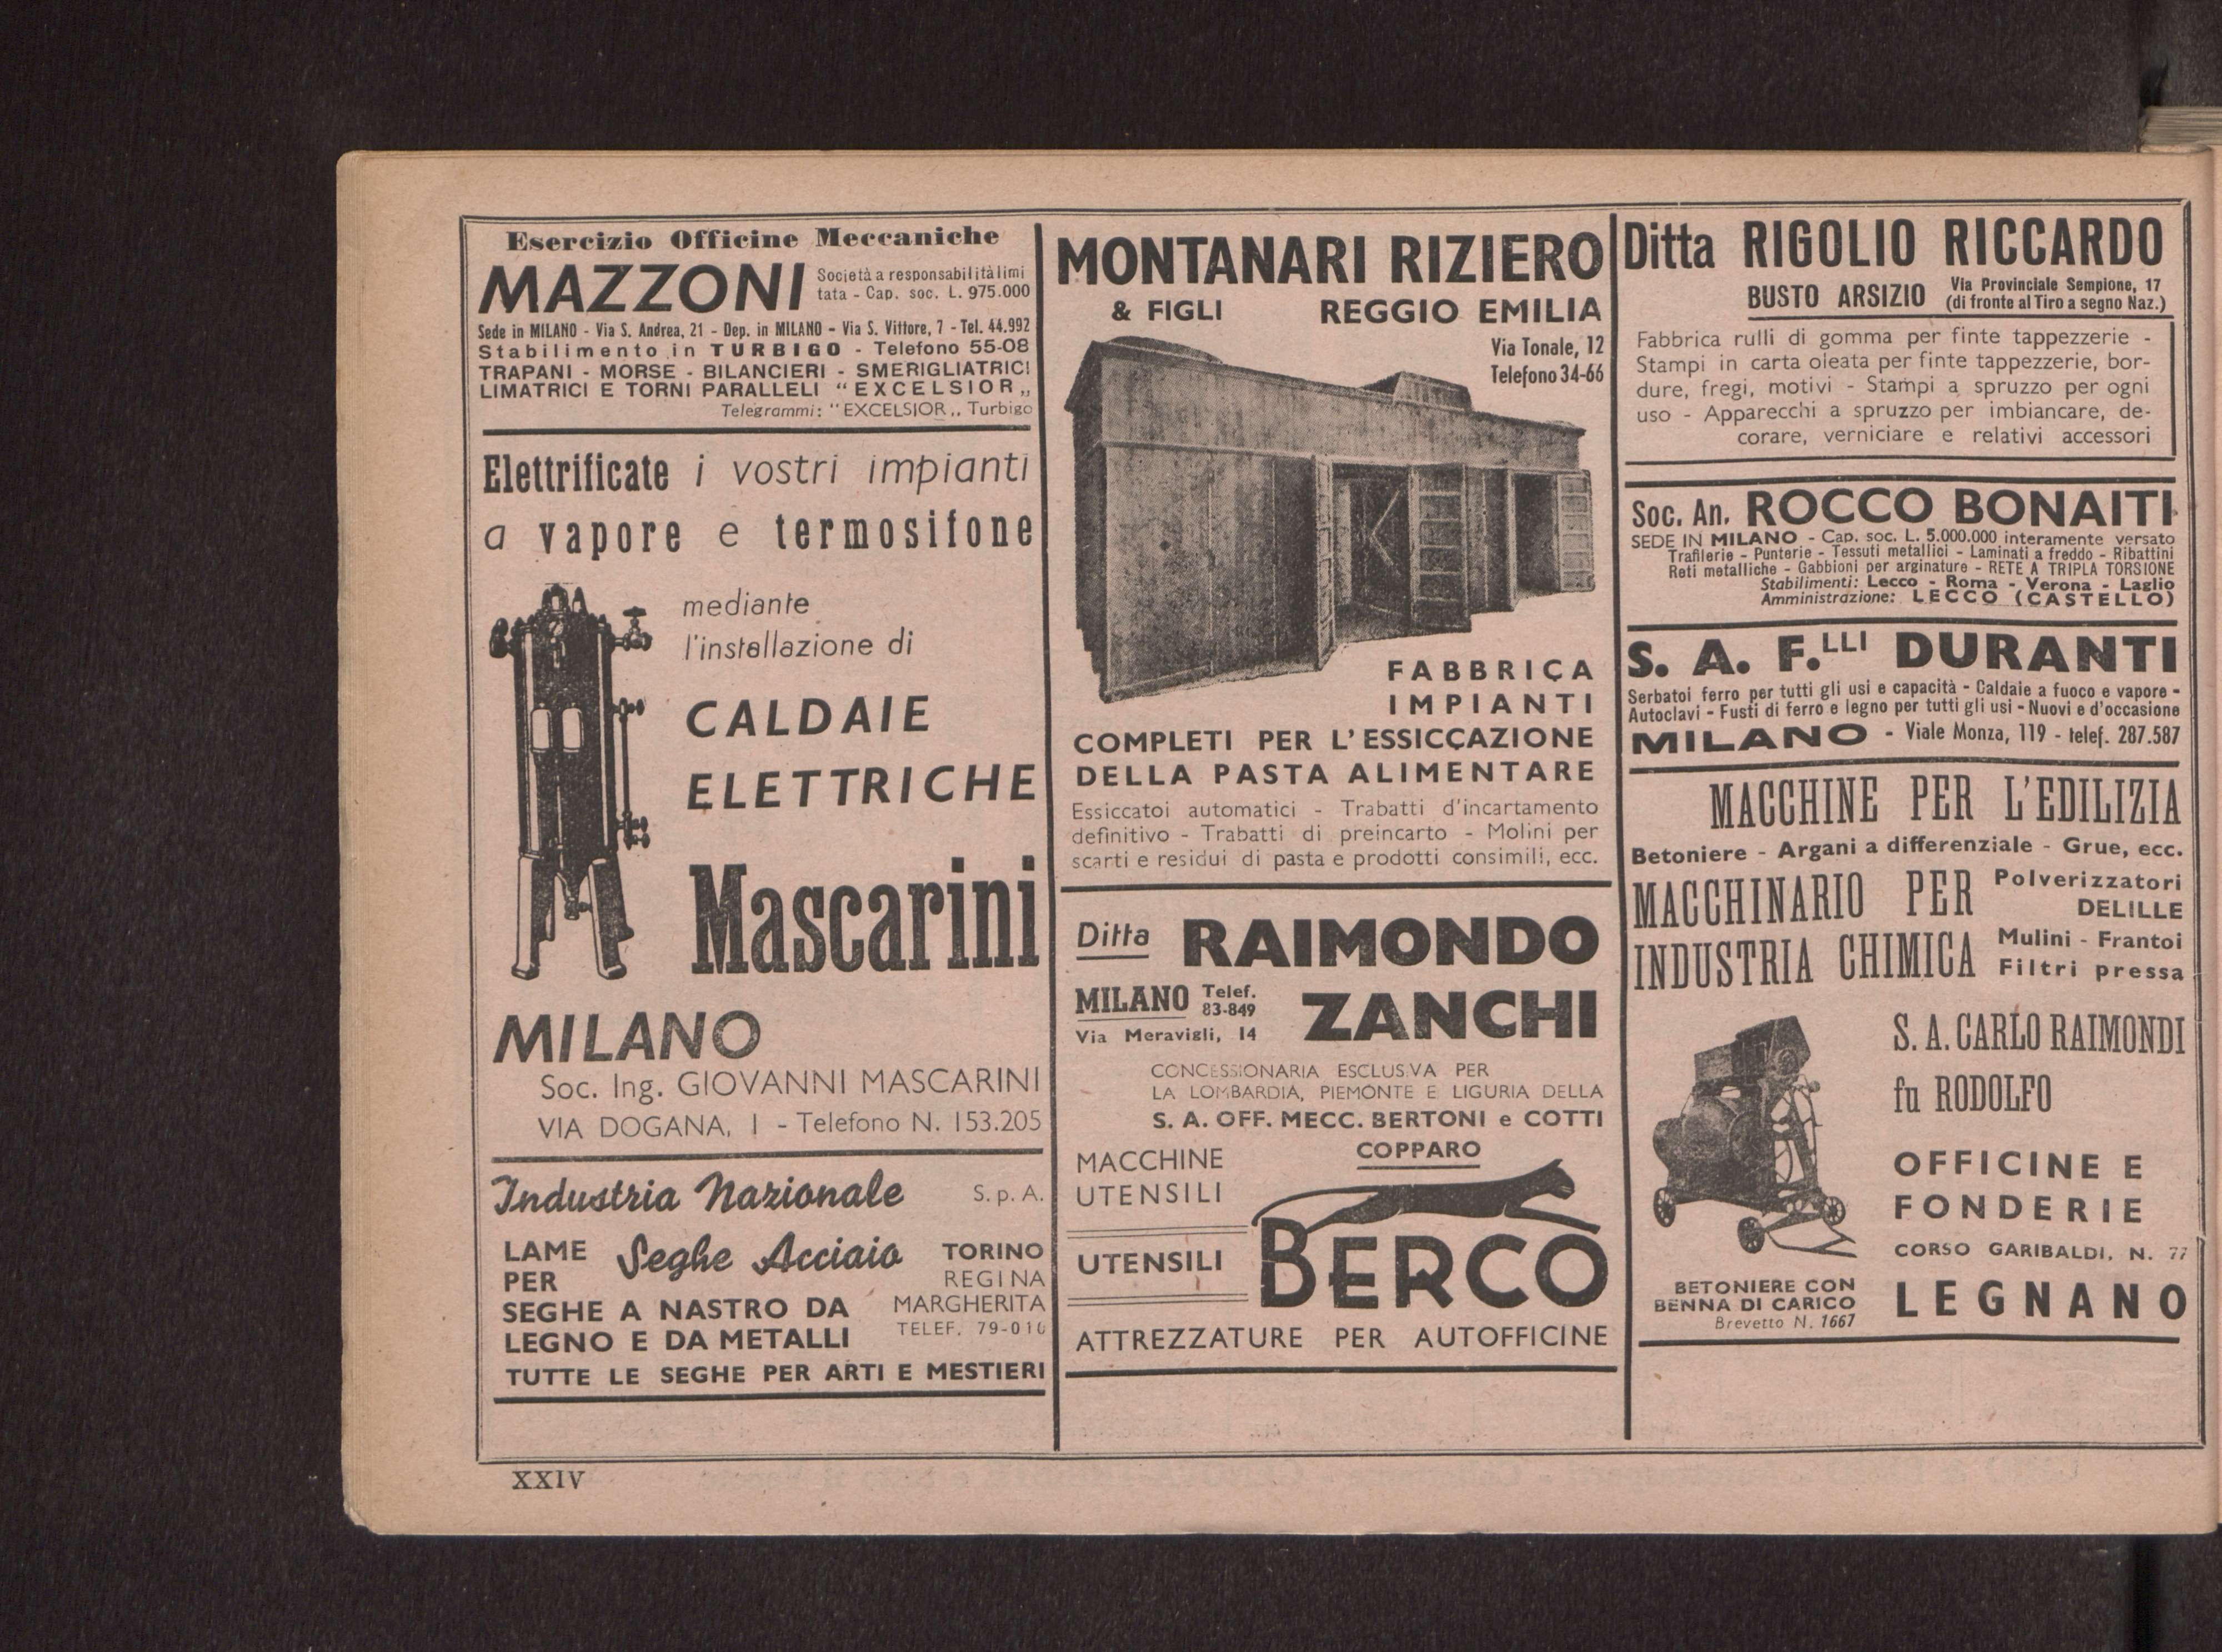 Esercizio Officine Meccaniche
MAZZONI
Società a responsabilità limi
tata - Cap. soc. L. 975.000
Sede in MILANO - Via S. Andrea, 21 - Dep. in MILANO - Via S. Vittore, 7 - Tel. 44.992
Stabilimento in TURBIGO - Telefono 55-08
TRAPANI - MORSE - BILANCIERI - SMERIGLIATRICI
LIMATRICI E TORNI PARALLELI “EXCELSIOR„
Telegrammi: “EXCELSIOR„ Turbigo
Elettrificate i vostri impianti
a vapore e termosifone
mediante
l'installazione di
CALDAIE
ELETTRICHE
Mascarini
MILANO
Soc. Ing. GIOVANNI MASCARINI
VIA DOGANA, 1 - Telefono N. 153.205
Industria Nazionale S.p.A.
Seghe Acciaio
LAME
PER
SEGHE A NASTRO DA
LEGNO E DA METALLI
TORINO
REGINA
MARGHERITA
TELEF. 79-010
TUTTE LE SEGHE PER ARTI E MESTIERI
MONTANARI RIZIERO
& FIGLI REGGIO EMILIA
Via Tonale, 12
Telefono 34-66
FABBRICA
IMPIANTI
COMPLETI PER L'ESSICCAZIONE
DELLA PASTA ALIMENTARE
Essiccatoi automatici - Trabatti d'incartamento
definitivo - Trabatti di preincarto - Molini per
scarti e residui di pasta e prodotti consimili, ecc.
Ditta RAIMONDO
ZANCHI
MILANO Telef.
83-849
Via Meravigli, 14
CONCESSIONARIA ESCLUSIVA PER
LA LOMBARDIA, PIEMONTE E LIGURIA DELLA
S. A. OFF. MECC. BERTONI e COTTI
COPPARO
MACCHINE
UTENSILI
UTENSILI
BERCO
ATTREZZATURE PER AUTOFFICINE
Ditta RIGOLIO RICCARDO
BUSTO ARSIZIO
Via Provinciale Sempione, 17
(di fronte al Tiro a segno Naz.)
Fabbrica rulli di gomma per finte tappezzerie -
Stampi in carta oleata per finte tappezzerie, bor-
dure, fregi, motivi - Stampi a spruzzo per ogni
uso - Apparecchi a spruzzo per imbiancare, de-
corare, verniciare e relativi accessori
Soc. An. ROCCO BONAITI
SEDE IN MILANO - Cap. soc. L. 5.000.000 interamente versato
Trafilerie - Punterie - Tessuti metallici - Laminati a freddo - Ribattini
Reti metalliche - Gabbioni per arginature - RETE A TRIPLA TORSIONE
Stabilimenti: Lecco - Roma - Verona - Laglio
Amministrazione: LECCO (CASTELLO)
S. A. F.LLI DURANTI
Serbatoi ferro per tutti gli usi e capacità - Caldaie a fuoco e vapore -
Autoclavi - Fusti di ferro e legno per tutti gli usi - Nuovi e d'occasione
MILANO - Viale Monza, 119 - telef. 287.587
MACCHINE PER L'EDILIZIA
Betoniere - Argani a differenziale - Grue, ecc.
MACCHINARIO PER
INDUSTRIA CHIMICA
Polverizzatori
DELILLE
Mulini - Frantoi
Filtri pressa
S. A. CARLO RAIMONDI
fu RODOLFO
OFFICINE E
FONDERIE
CORSO GARIBALDI, N. 77
LEGNANO
BETONIERE CON
BENNA DI CARICO
Brevetto N. 1667
XXIV